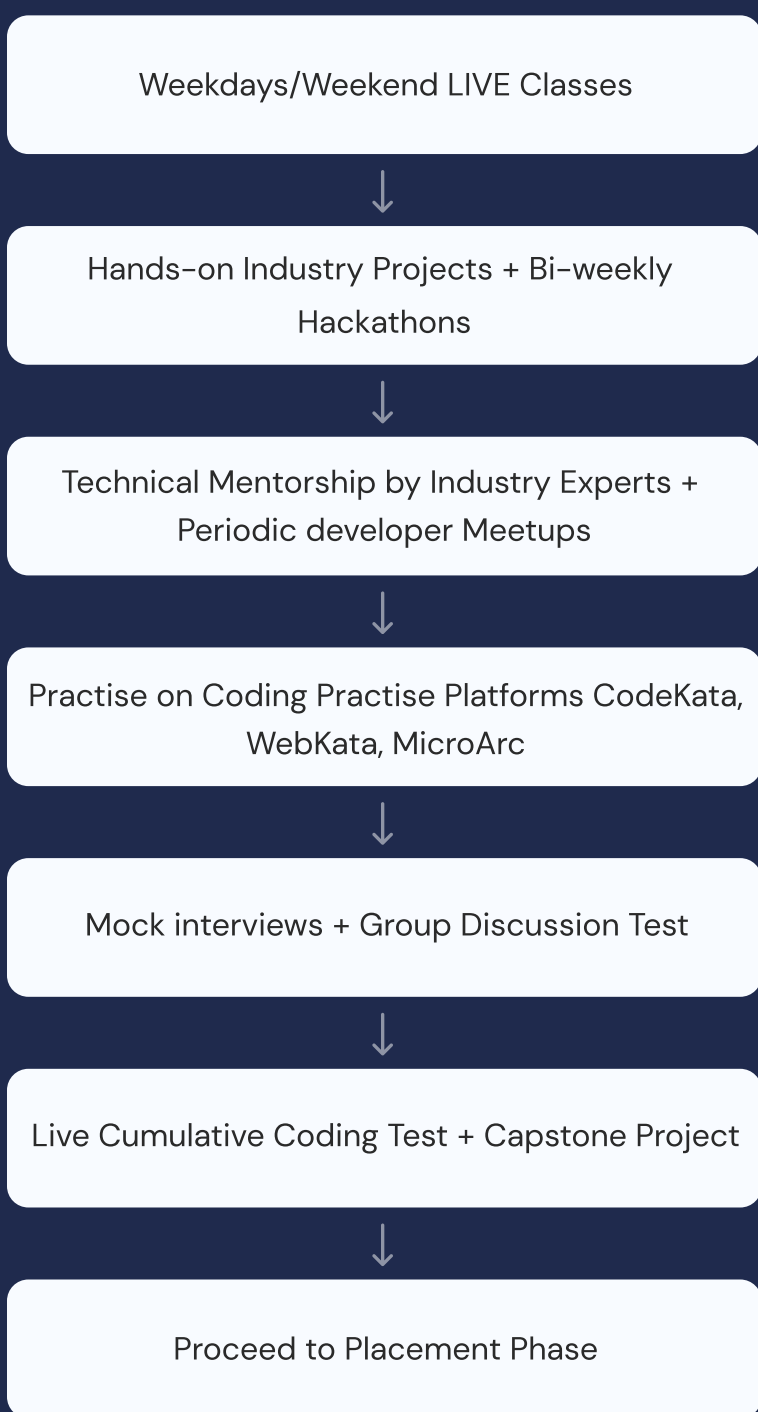 Weekdays/Weekend LIVE Classes
Hands-on Industry Projects + Bi-weekly
Hackathons
Technical Mentorship by Industry Experts +
Periodic developer Meetups
Practise on Coding Practise Platforms CodeKata,
WebKata, MicroArc
Mock interviews + Group Discussion Test
Live Cumulative Coding Test + Capstone Project
Proceed to Placement Phase